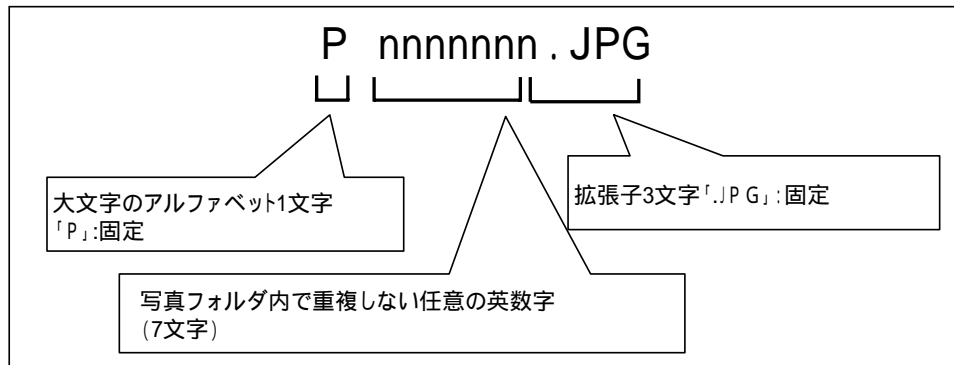 P nnnnnnn . JPG
大文字のアルファベット1文字
「P」:固定
拡張子3文字「.JPG」:固定
写真フォルダ内で重複しない任意の英数字
(7文字)